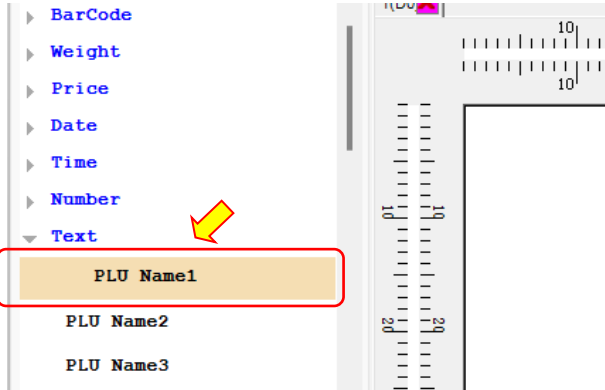 BarCode
Weight
Price
Date
Time
Number
Text
PLU Name1
PLU Name2
PLU Name3
10
10
10
10
20
20